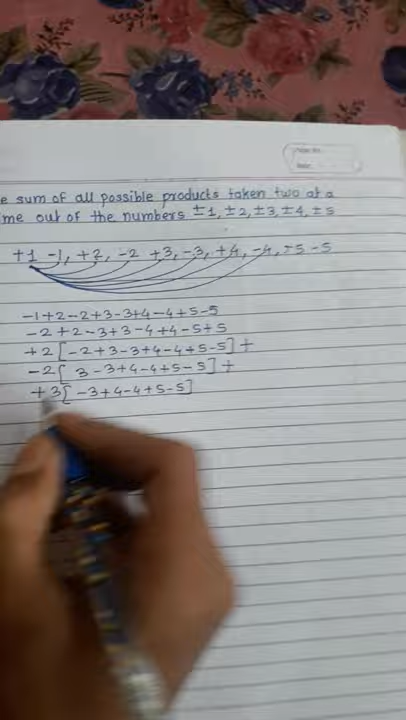 e sum of all possible products taken two at a
ime out of the numbers ±1, ±2, ±3, ±4, ±5
+1 -1, +2, -2 +3, -3, +4, -4, +5 -5
-1+2-2+3-3+4-4+5-5
-2+2-3+3-4+4-5+5
+2[-2+3-3+4-4+5-5]+
-2[3-3+4-4+5-5]+
+3[-3+4-4+5-5]